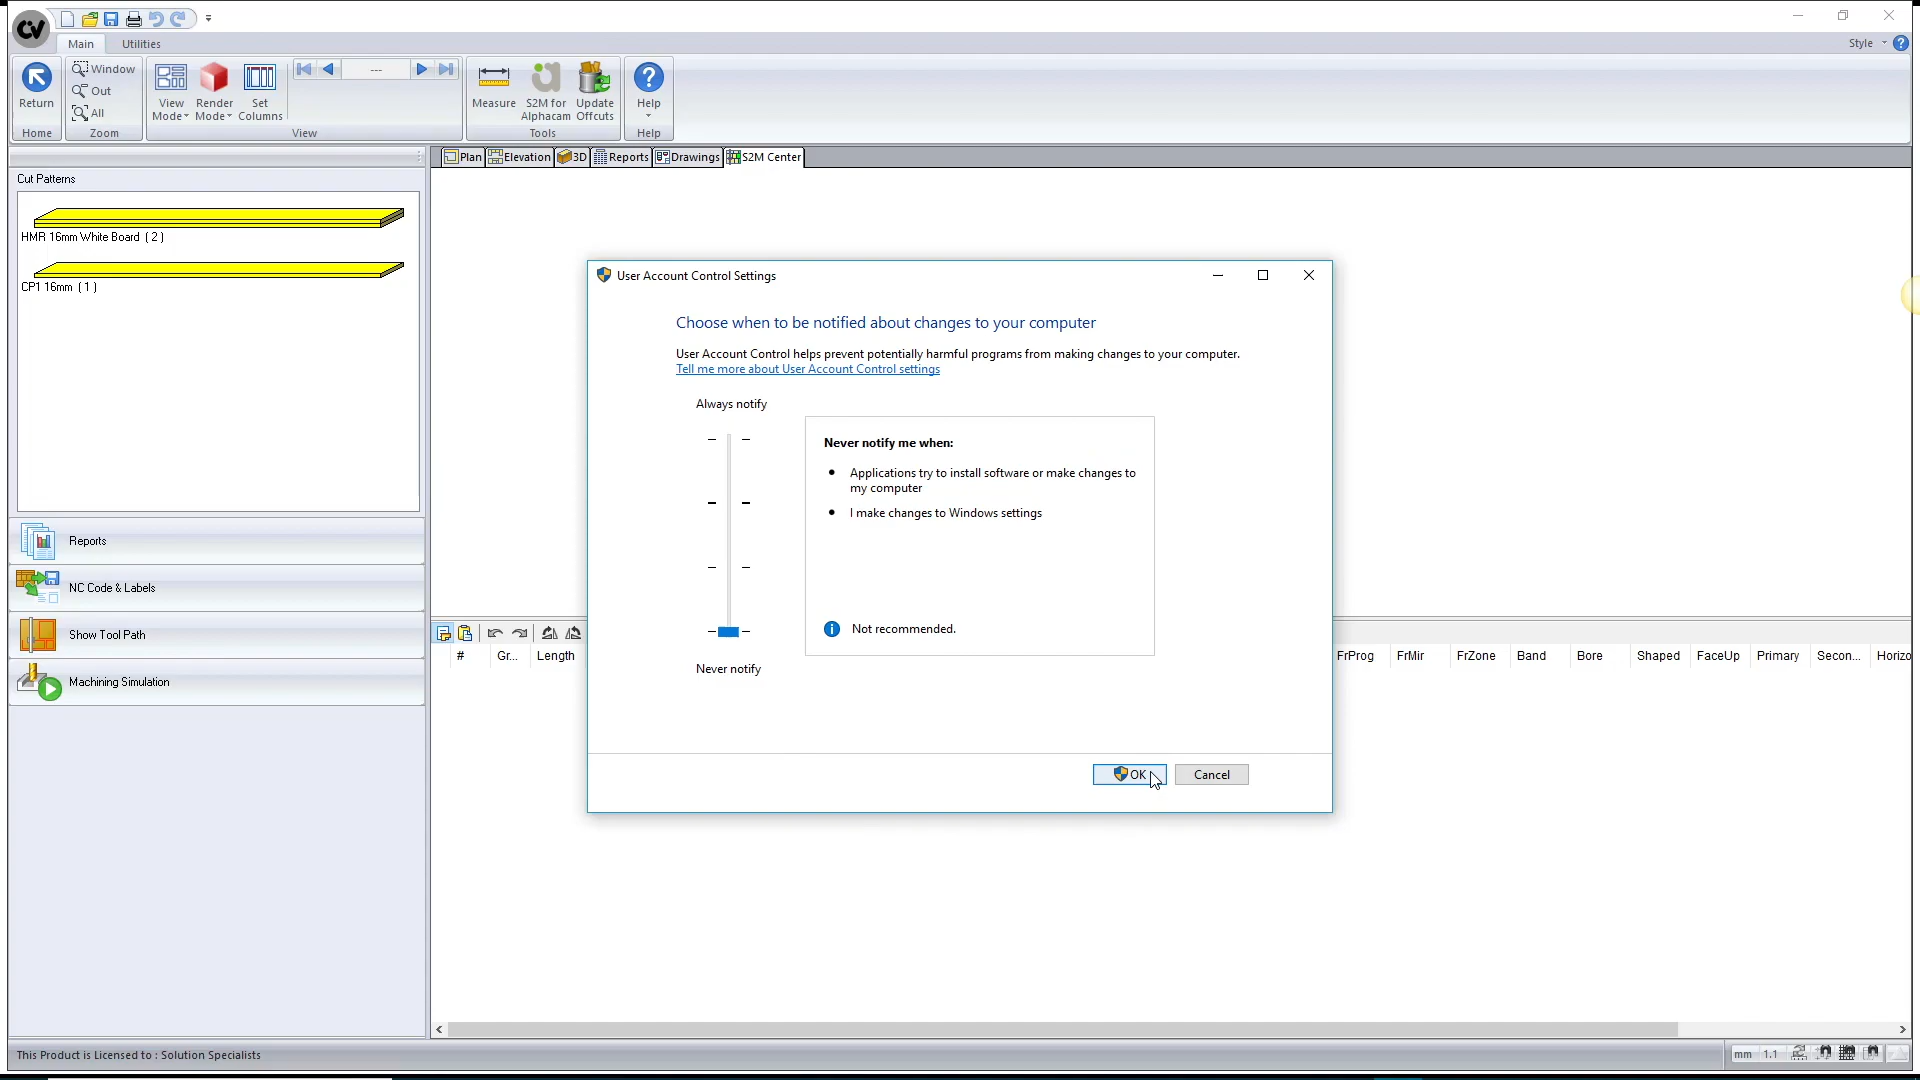 CV
Main
Utilities
Style
Return
Home
Window
Out
All
Zoom
View
Mode
Render
Mode
Set
Columns
---
View
Measure
S2M for
Alphacam
Update
Offcuts
Tools
Help
Help
Plan
Elevation
3D
Reports
Drawings
S2M Center
Cut Patterns
HMR 16mm White Board ( 2 )
CP1 16mm ( 1 )
Reports
NC Code & Labels
Show Tool Path
Machining Simulation
User Account Control Settings
Choose when to be notified about changes to your computer
User Account Control helps prevent potentially harmful programs from making changes to your computer.
Tell me more about User Account Control settings
Always notify
Never notify me when:
Applications try to install software or make changes to
my computer
I make changes to Windows settings
Not recommended.
Never notify
OK
Cancel
# Gr... Length FrProg FrMir FrZone Band Bore Shaped FaceUp Primary Secon... Horizo
This Product is Licensed to : Solution Specialists
mm 1.1